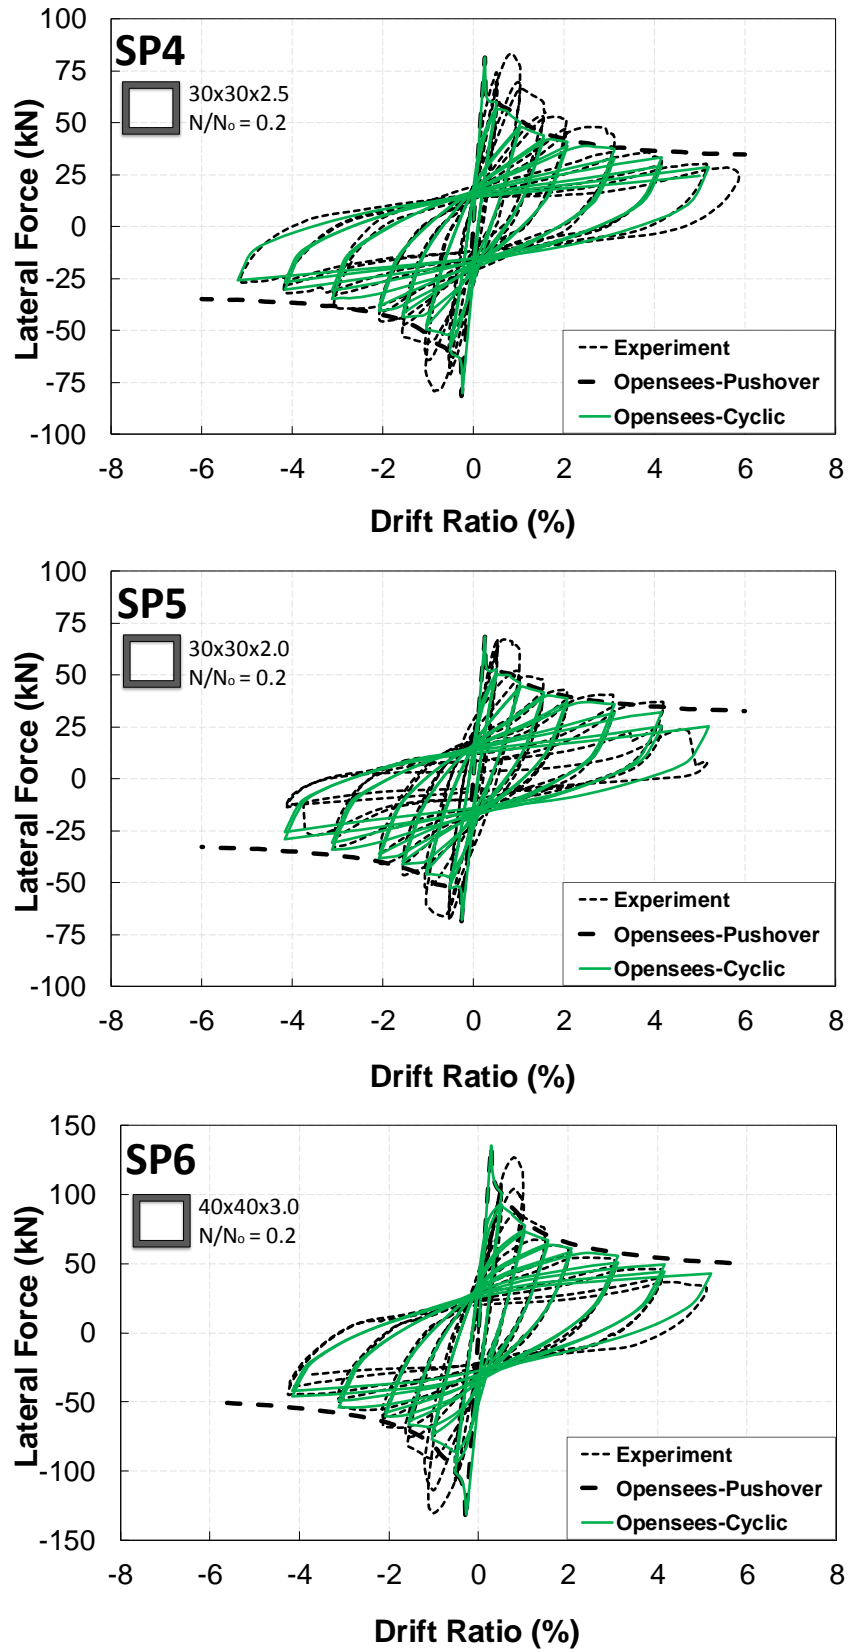 SP4
30x30x2.5
N/N₀ = 0.2
100
75
50
25
0
-25
-50
-75
-100
Lateral Force (kN)
Experiment
Opensees-Pushover
Opensees-Cyclic
-8 -6 -4 -2 0 2 4 6 8
Drift Ratio (%)
SP5
30x30x2.0
N/N₀ = 0.2
100
75
50
25
0
-25
-50
-75
-100
Lateral Force (kN)
Experiment
Opensees-Pushover
Opensees-Cyclic
-8 -6 -4 -2 0 2 4 6 8
Drift Ratio (%)
SP6
40x40x3.0
N/N₀ = 0.2
150
100
50
0
-50
-100
-150
Lateral Force (kN)
Experiment
Opensees-Pushover
Opensees-Cyclic
-8 -6 -4 -2 0 2 4 6 8
Drift Ratio (%)